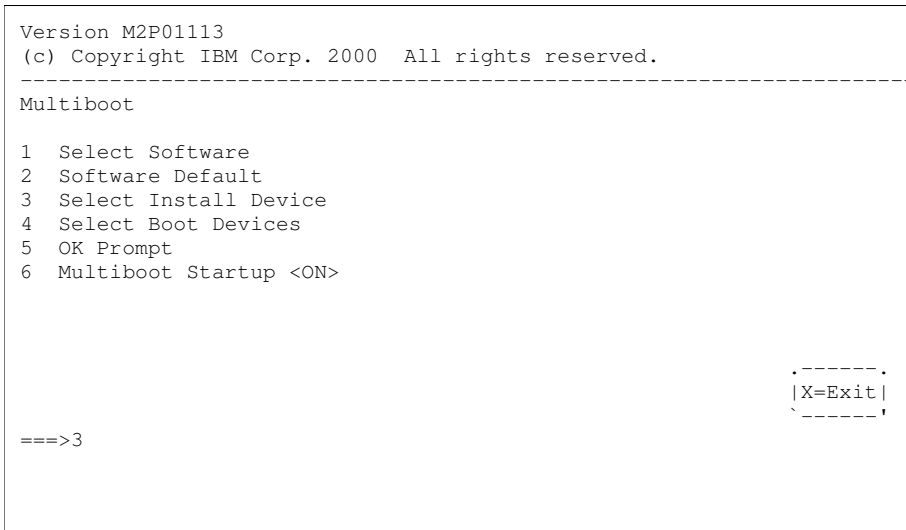 Version M2P01113
(c) Copyright IBM Corp. 2000  All rights reserved.
----------------------------------------------------------------------
Multiboot
1  Select Software
2  Software Default
3  Select Install Device
4  Select Boot Devices
5  OK Prompt
6  Multiboot Startup <ON>
.------.
|X=Exit|
`------'
===>3